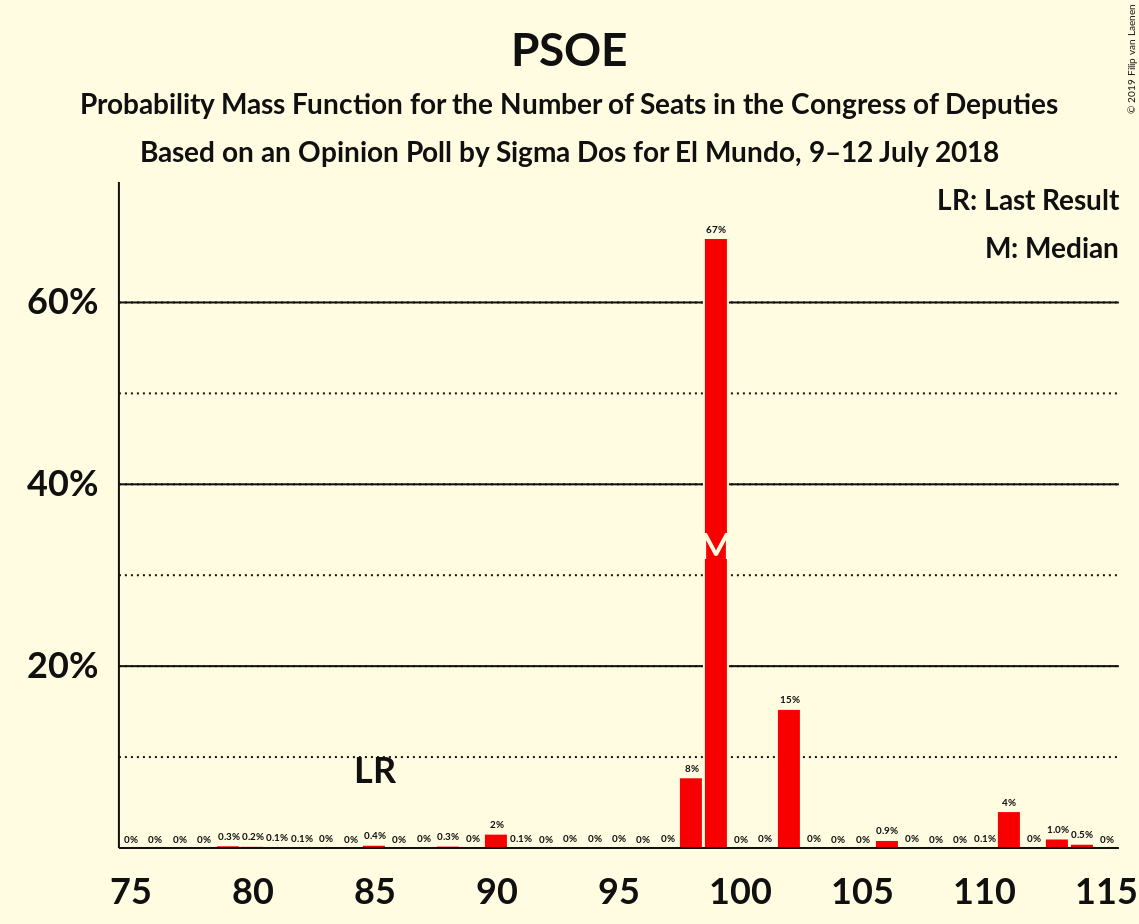 PSOE
Probability Mass Function for the Number of Seats in the Congress of Deputies
Based on an Opinion Poll by Sigma Dos for El Mundo, 9–12 July 2018
© 2019 Filip van Laenen
LR: Last Result
M: Median
60%
40%
20%
67%
M
LR
0% 0% 0% 0% 0.3% 0.2% 0.1% 0.1% 0% 0% 0.4% 0% 0% 0.3% 0% 2% 0.1% 0% 0% 0% 0% 0% 0% 8% 0% 0% 15% 0% 0% 0% 0.9% 0% 0% 0% 0.1% 4% 0% 1.0% 0.5% 0%
75 80 85 90 95 100 105 110 115